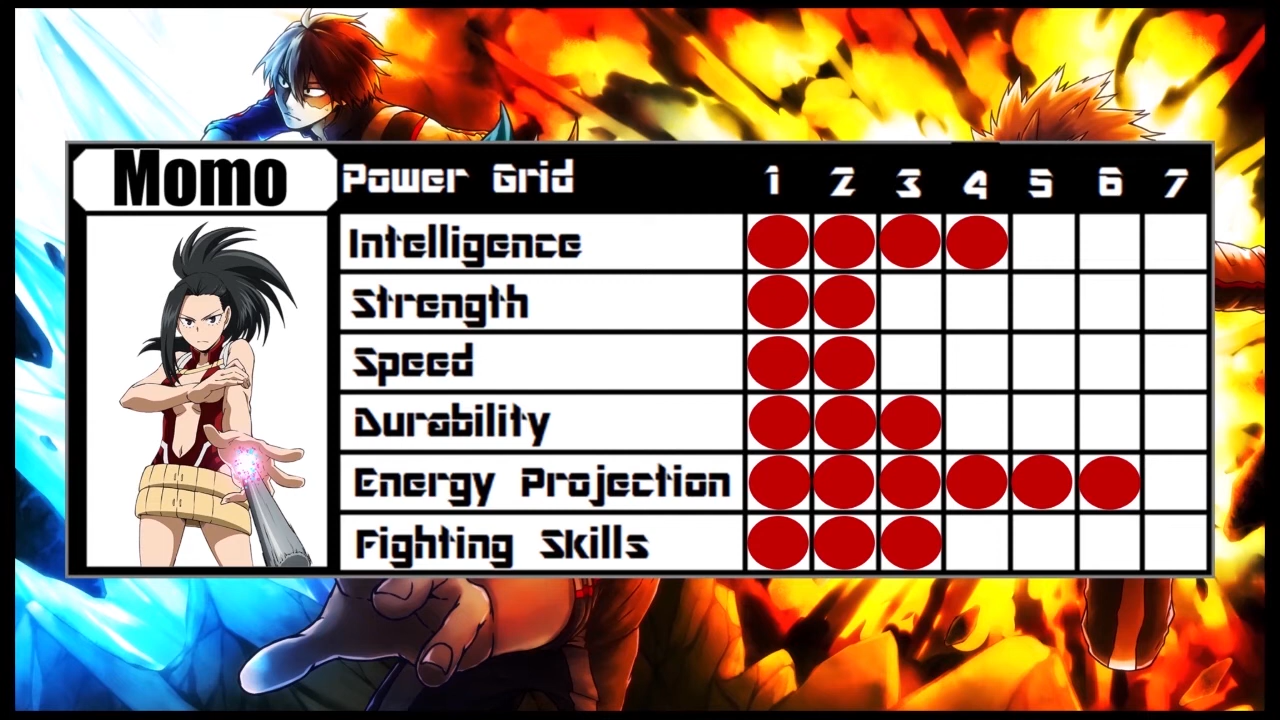 Momo
Power Grid 1 2 3 4 5 6 7
Intelligence
Strength
Speed
Durability
Energy Projection
Fighting Skills